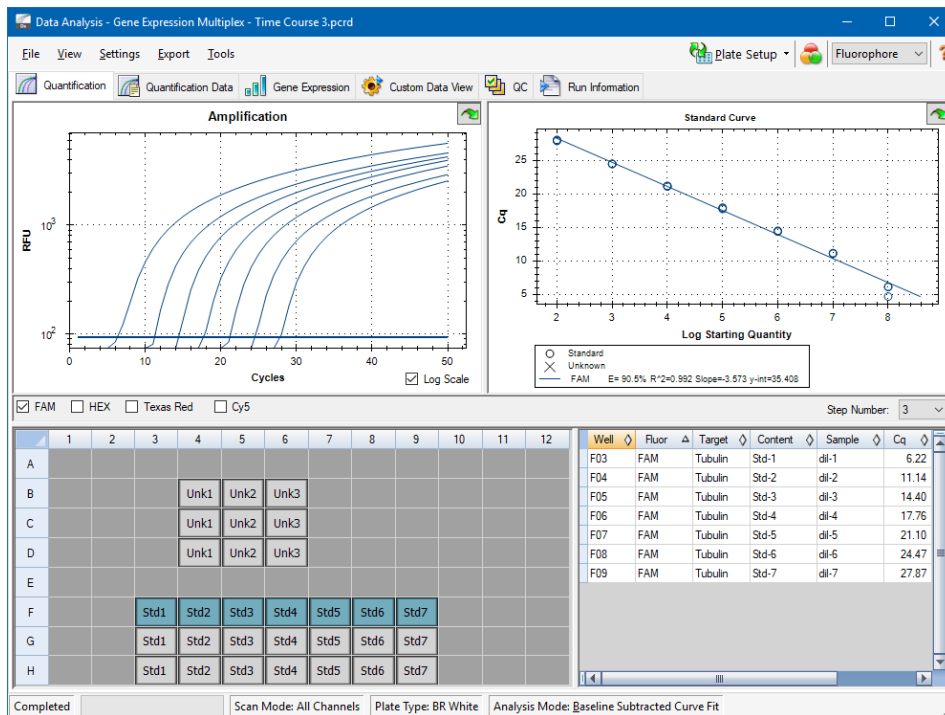 Data Analysis - Gene Expression Multiplex - Time Course 3.pcrd
File View Settings Export Tools Plate Setup Fluorophore ?
Quantification Quantification Data Gene Expression Custom Data View QC Run Information
Amplification
10^3
10^2
RFU
0 10 20 30 40 50
Cycles
Log Scale
Standard Curve
25
20
15
10
5
Cq
2 3 4 5 6 7 8
Log Starting Quantity
Standard
Unknown
FAM E= 90.5% R^2=0.992 Slope=-3.573 y-int=35.408
FAM HEX Texas Red Cy5 Step Number: 3
1 2 3 4 5 6 7 8 9 10 11 12
A
B Unk1 Unk2 Unk3
C Unk1 Unk2 Unk3
D Unk1 Unk2 Unk3
E
F Std1 Std2 Std3 Std4 Std5 Std6 Std7
G Std1 Std2 Std3 Std4 Std5 Std6 Std7
H Std1 Std2 Std3 Std4 Std5 Std6 Std7
Well Fluor Target Content Sample Cq
F03 FAM Tubulin Std-1 dil-1 6.22
F04 FAM Tubulin Std-2 dil-2 11.14
F05 FAM Tubulin Std-3 dil-3 14.40
F06 FAM Tubulin Std-4 dil-4 17.76
F07 FAM Tubulin Std-5 dil-5 21.10
F08 FAM Tubulin Std-6 dil-6 24.47
F09 FAM Tubulin Std-7 dil-7 27.87
Completed Scan Mode: All Channels Plate Type: BR White Analysis Mode: Baseline Subtracted Curve Fit